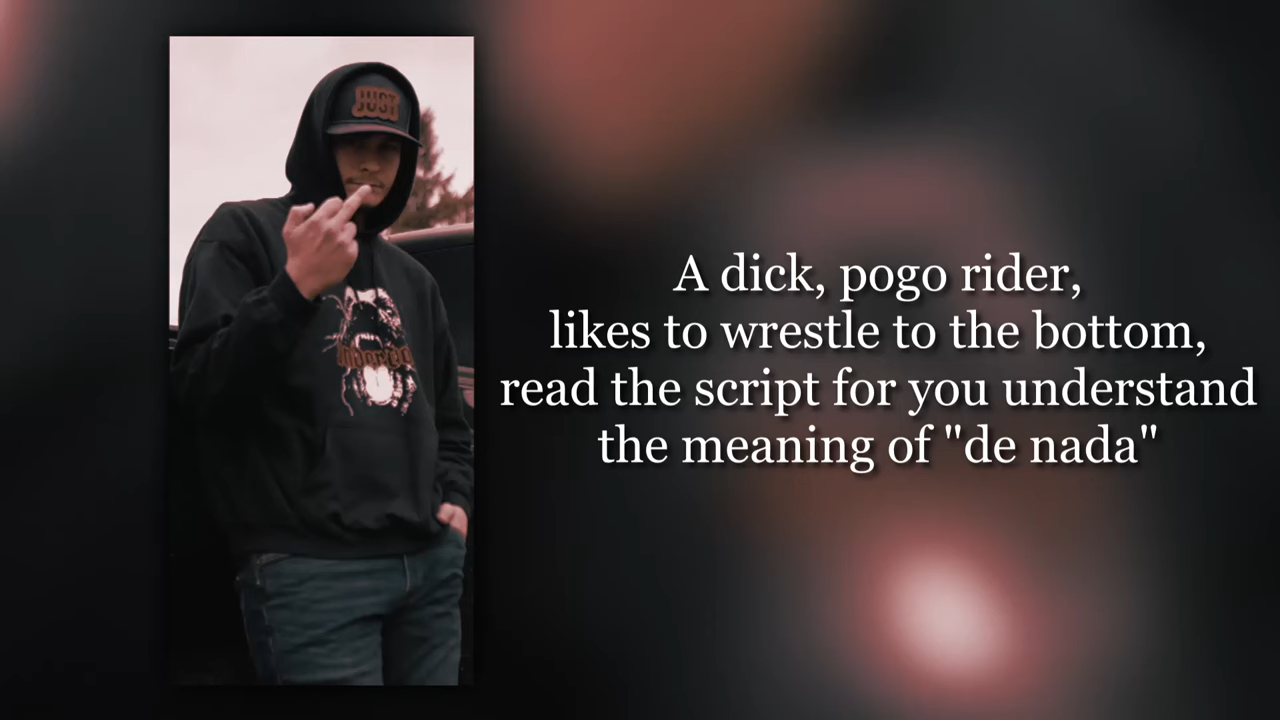 JUST
A dick, pogo rider,
likes to wrestle to the bottom,
read the script for you understand
the meaning of "de nada"